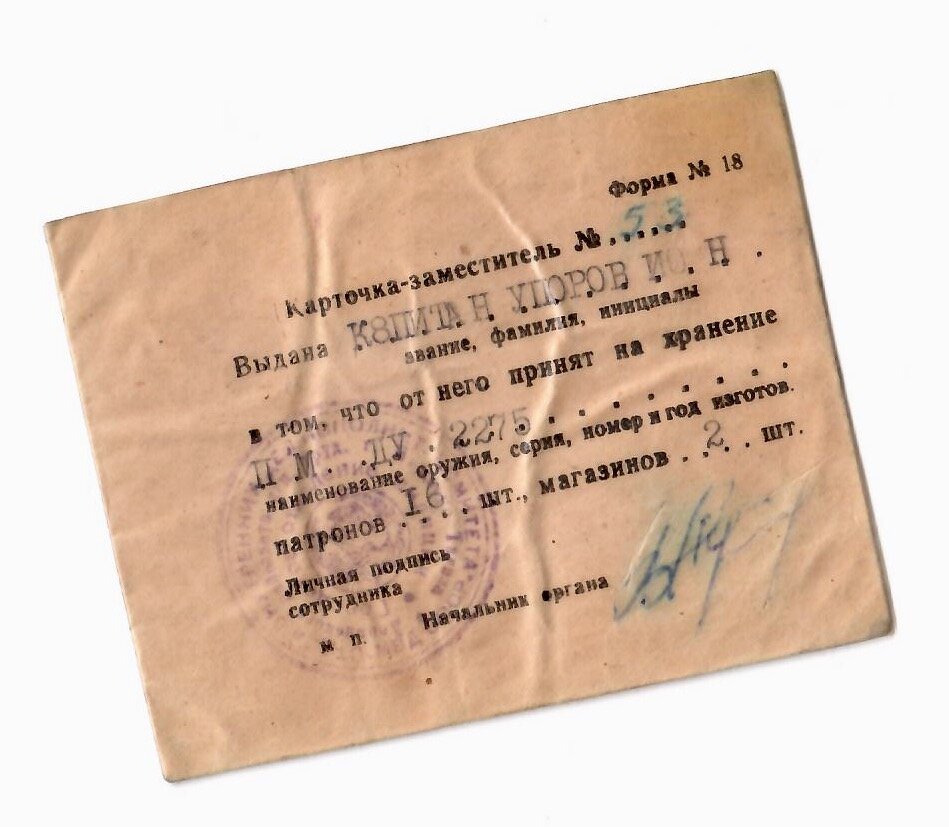 Форма № 18
Карточка-заместитель № 53
Выдана К8ПИТАН УПОРОВ Н
звание, фамилия, инициалы
в том, что от него принят на хранение
ПМ. ДУ. 2275
наименование оружия, серия, номер и год изготов.
патронов 16 шт., магазинов 2 шт.
Личная подпись
сотрудника
м п. Начальник органа